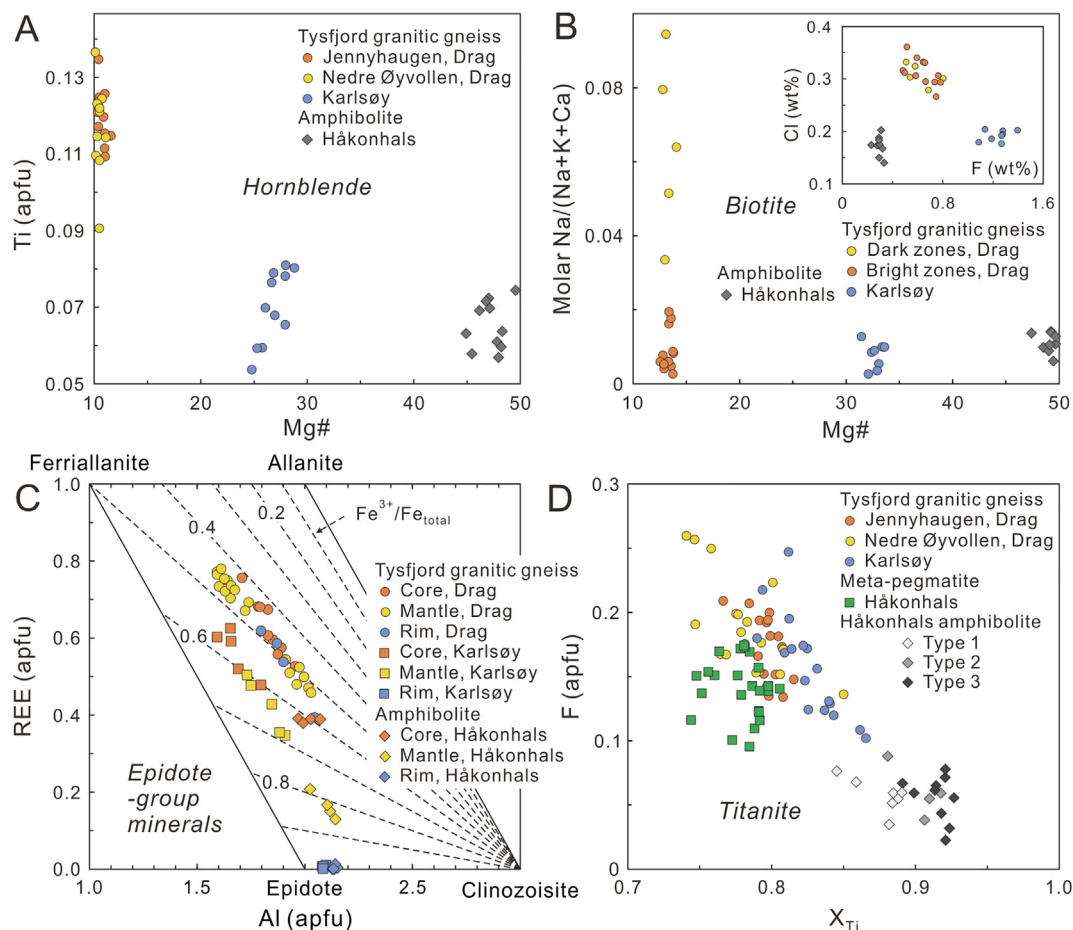 A
Tysfjord granitic gneiss
Jennyhaugen, Drag
Nedre Øyvollen, Drag
Karlsøy
Amphibolite
Håkonhals
Hornblende
Ti (apfu)
0.13
0.11
0.09
0.07
0.05
10
20
30
40
50
Mg#
B
Molar Na/(Na+K+Ca)
0.08
0.04
0
Cl (wt%)
0.5
0.3
0.1
F (wt%)
0
0.8
1.6
Biotite
Tysfjord granitic gneiss
Dark zones, Drag
Bright zones, Drag
Karlsøy
Amphibolite
Håkonhals
10
20
30
40
50
Mg#
Ferriallanite
Allanite
C
1.0
0.8
0.6
0.4
0.2
0.0
REE (apfu)
0.4
0.2
Fe³⁺/Fetotal
0.6
0.8
Tysfjord granitic gneiss
Core, Drag
Mantle, Drag
Rim, Drag
Core, Karlsøy
Mantle, Karlsøy
Rim, Karlsøy
Amphibolite
Core, Håkonhals
Mantle, Håkonhals
Rim, Håkonhals
Epidote
-group
minerals
1.0
1.5
Epidote
2.5
Clinozoisite
Al (apfu)
D
0.3
0.2
0.1
0.0
F (apfu)
Tysfjord granitic gneiss
Jennyhaugen, Drag
Nedre Øyvollen, Drag
Karlsøy
Meta-pegmatite
Håkonhals
Håkonhals amphibolite
Type 1
Type 2
Type 3
Titanite
0.7
0.8
0.9
1.0
XTi